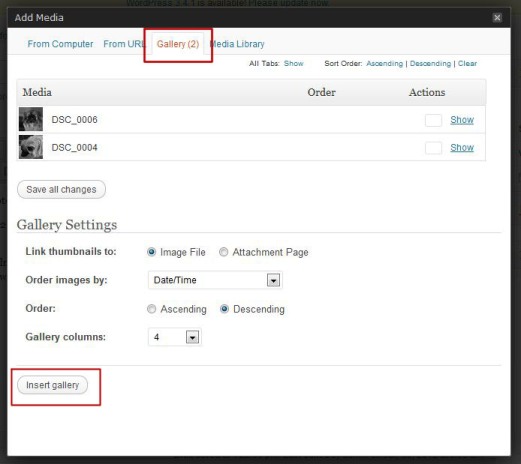 WordPress 3.4.1 is available! Please update now.
Add Media
From Computer From URL Gallery (2) Media Library
All Tabs: Show Sort Order: Ascending | Descending | Clear
Media Order Actions
DSC_0006 Show
DSC_0004 Show
Save all changes
Gallery Settings
Link thumbnails to: Image File Attachment Page
Order images by: Date/Time
Order: Ascending Descending
Gallery columns: 4
Insert gallery